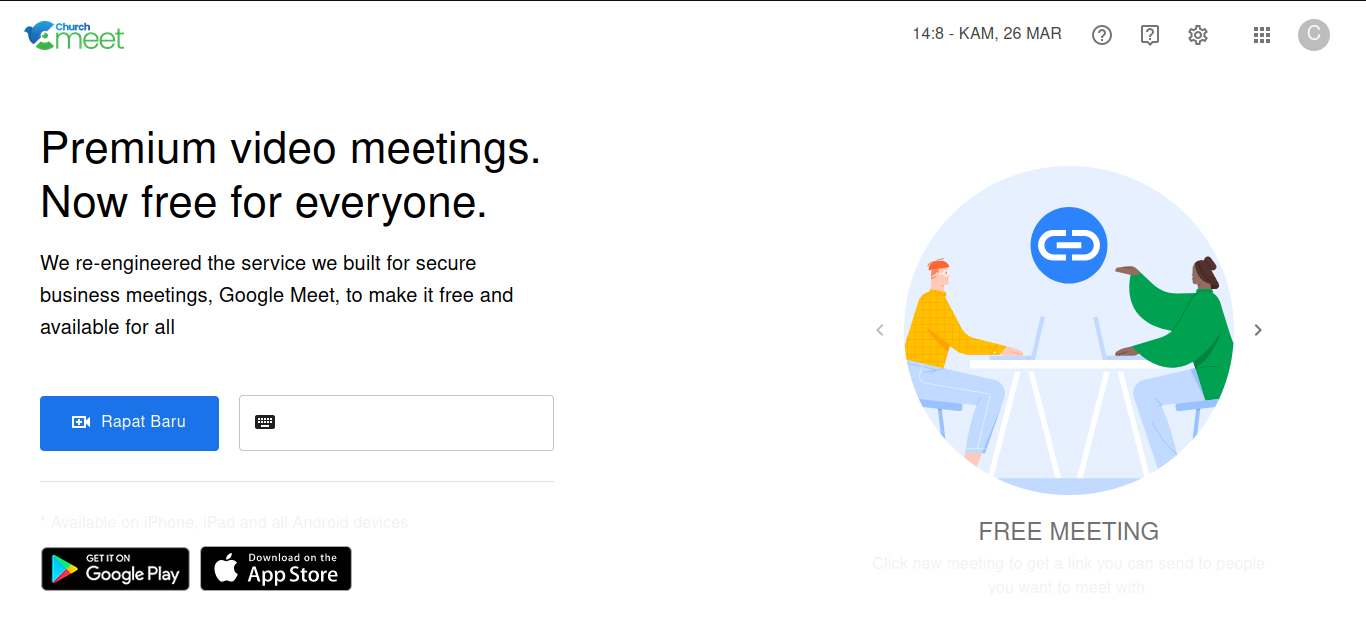 Church
meet
14:8 - KAM, 26 MAR
C
Premium video meetings.
Now free for everyone.
We re-engineered the service we built for secure
business meetings, Google Meet, to make it free and
available for all
Rapat Baru
* Available on iPhone, iPad and all Android devices
GET IT ON
Google Play
Download on the
App Store
FREE MEETING
Click new meeting to get a link you can send to people
you want to meet with.